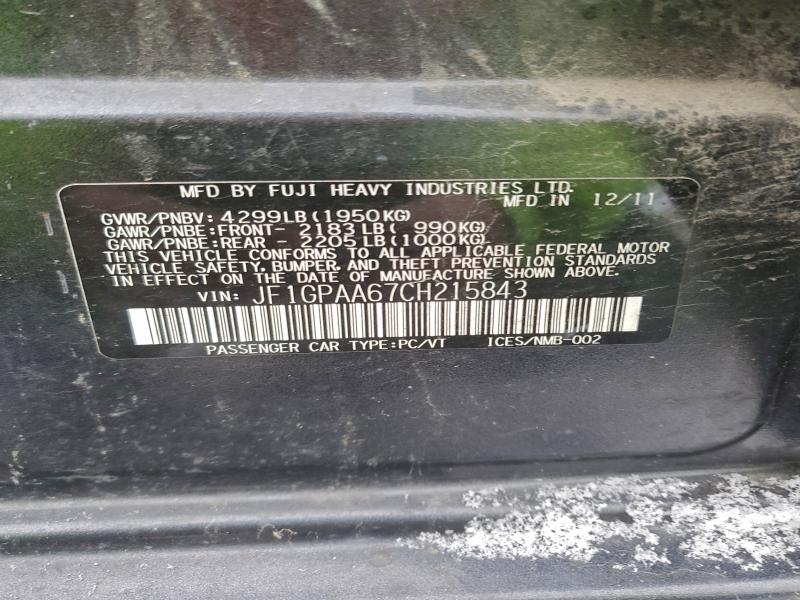 MFD BY FUJI HEAVY INDUSTRIES LTD.
MFD IN 12/11
GVWR/PNBV: 4299LB(1950KG)
GAWR/PNBE:FRONT- 2183LB( 990KG)
GAWR/PNBE:REAR - 2205LB(1000KG)
THIS VEHICLE CONFORMS TO ALL APPLICABLE FEDERAL MOTOR
VEHICLE SAFETY, BUMPER, AND THEFT PREVENTION STANDARDS
IN EFFECT ON THE DATE OF MANUFACTURE SHOWN ABOVE.
VIN: JF1GPAA67CH215843
PASSENGER CAR TYPE:PC/VT ICES/NMB-002